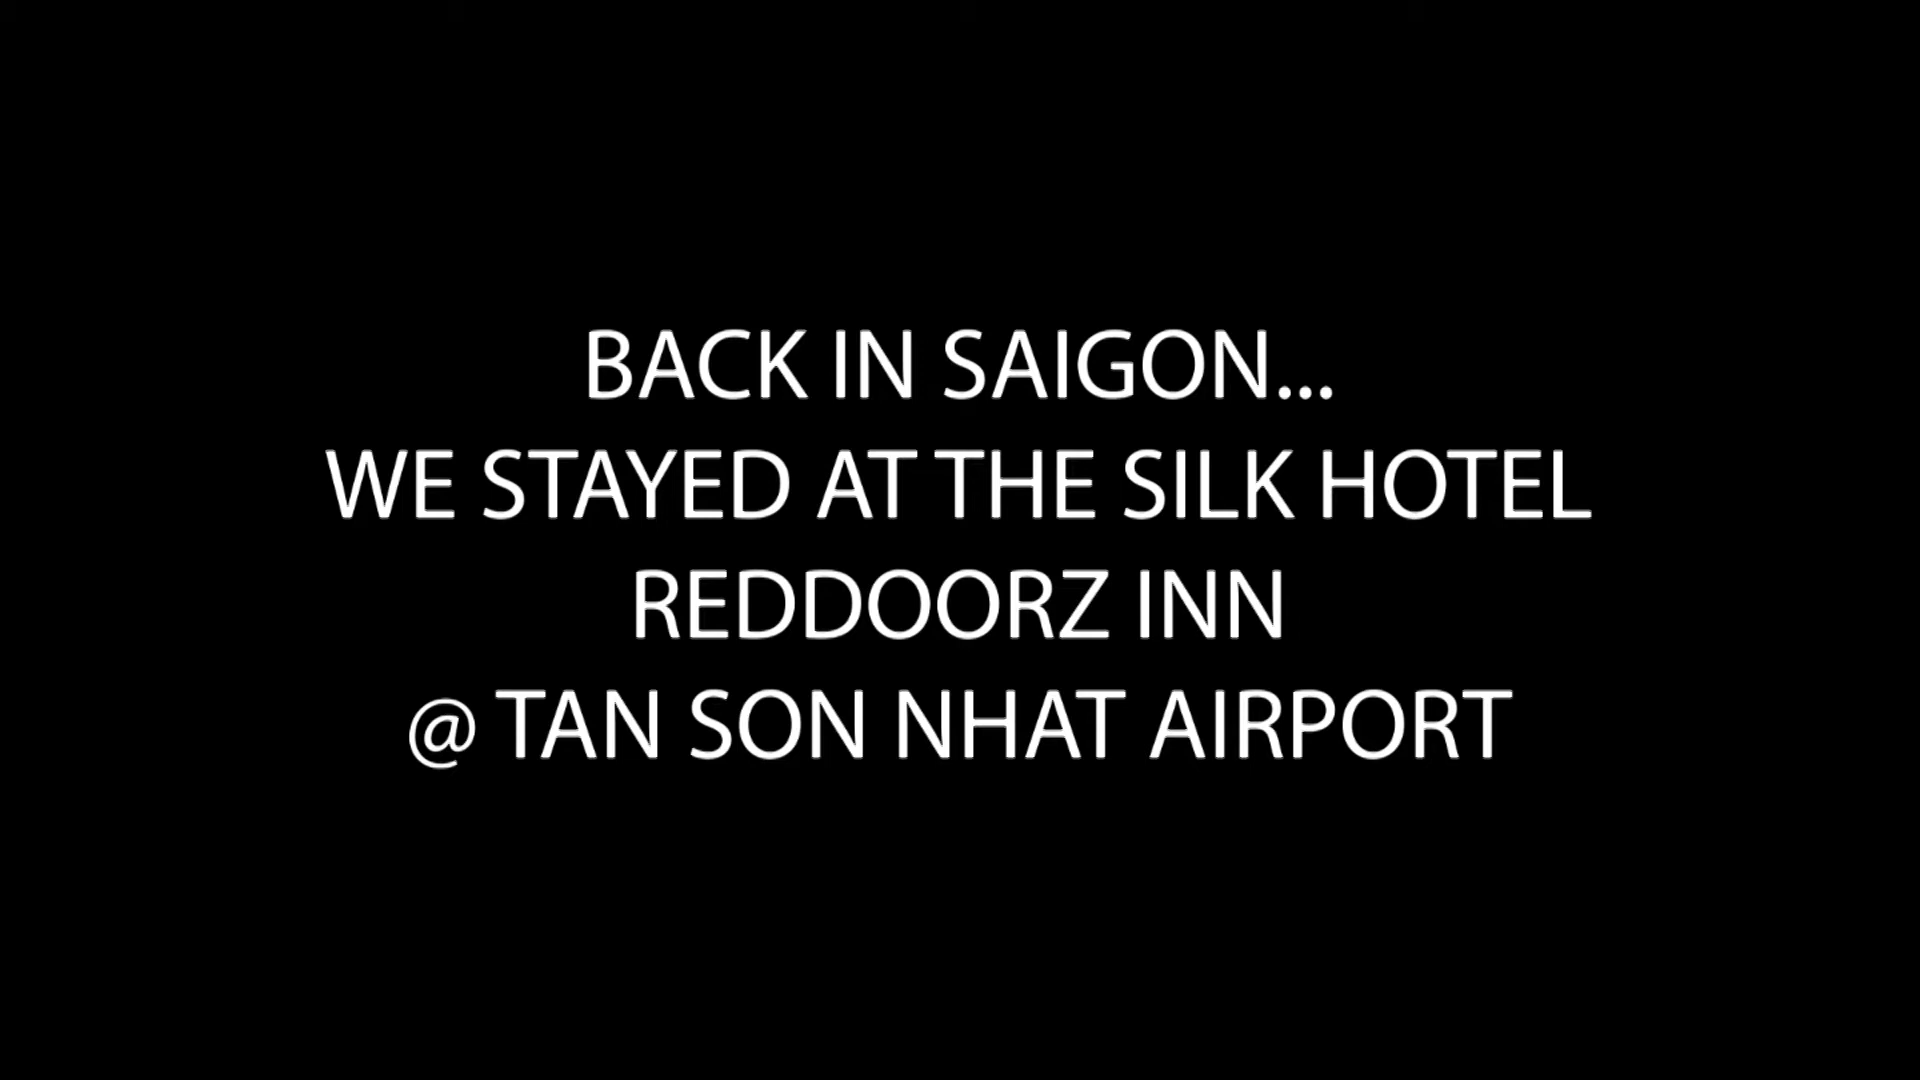 BACK IN SAIGON...
WE STAYED AT THE SILK HOTEL
REDDOORZ INN
@ TAN SON NHAT AIRPORT